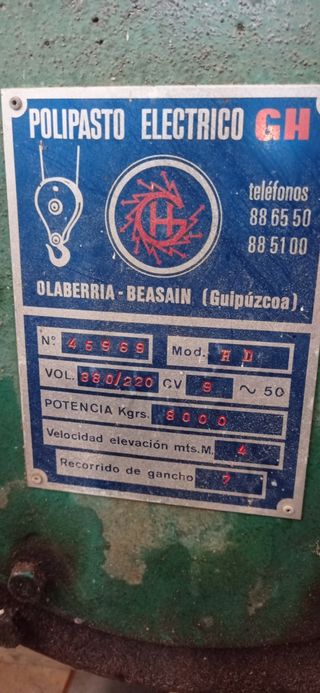 POLIPASTO ELECTRICO GH
teléfonos
88 65 50
88 51 00
OLABERRIA - BEASAIN (Guipúzcoa)
Nº 46969 Mod. HD
VOL. 380/220 CV 9 ~ 50
POTENCIA Kgrs. 8000
Velocidad elevación mts.M. 4
Recorrido de gancho 7